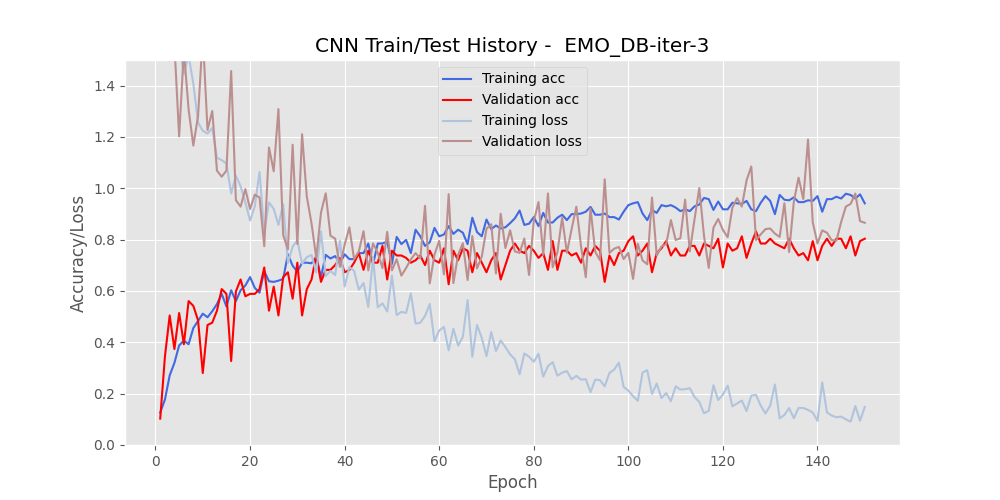 CNN Train/Test History -  EMO_DB-iter-3
Training acc
Validation acc
Training loss
Validation loss
Accuracy/Loss
1.4
1.2
1.0
0.8
0.6
0.4
0.2
0.0
0 20 40 60 80 100 120 140
Epoch